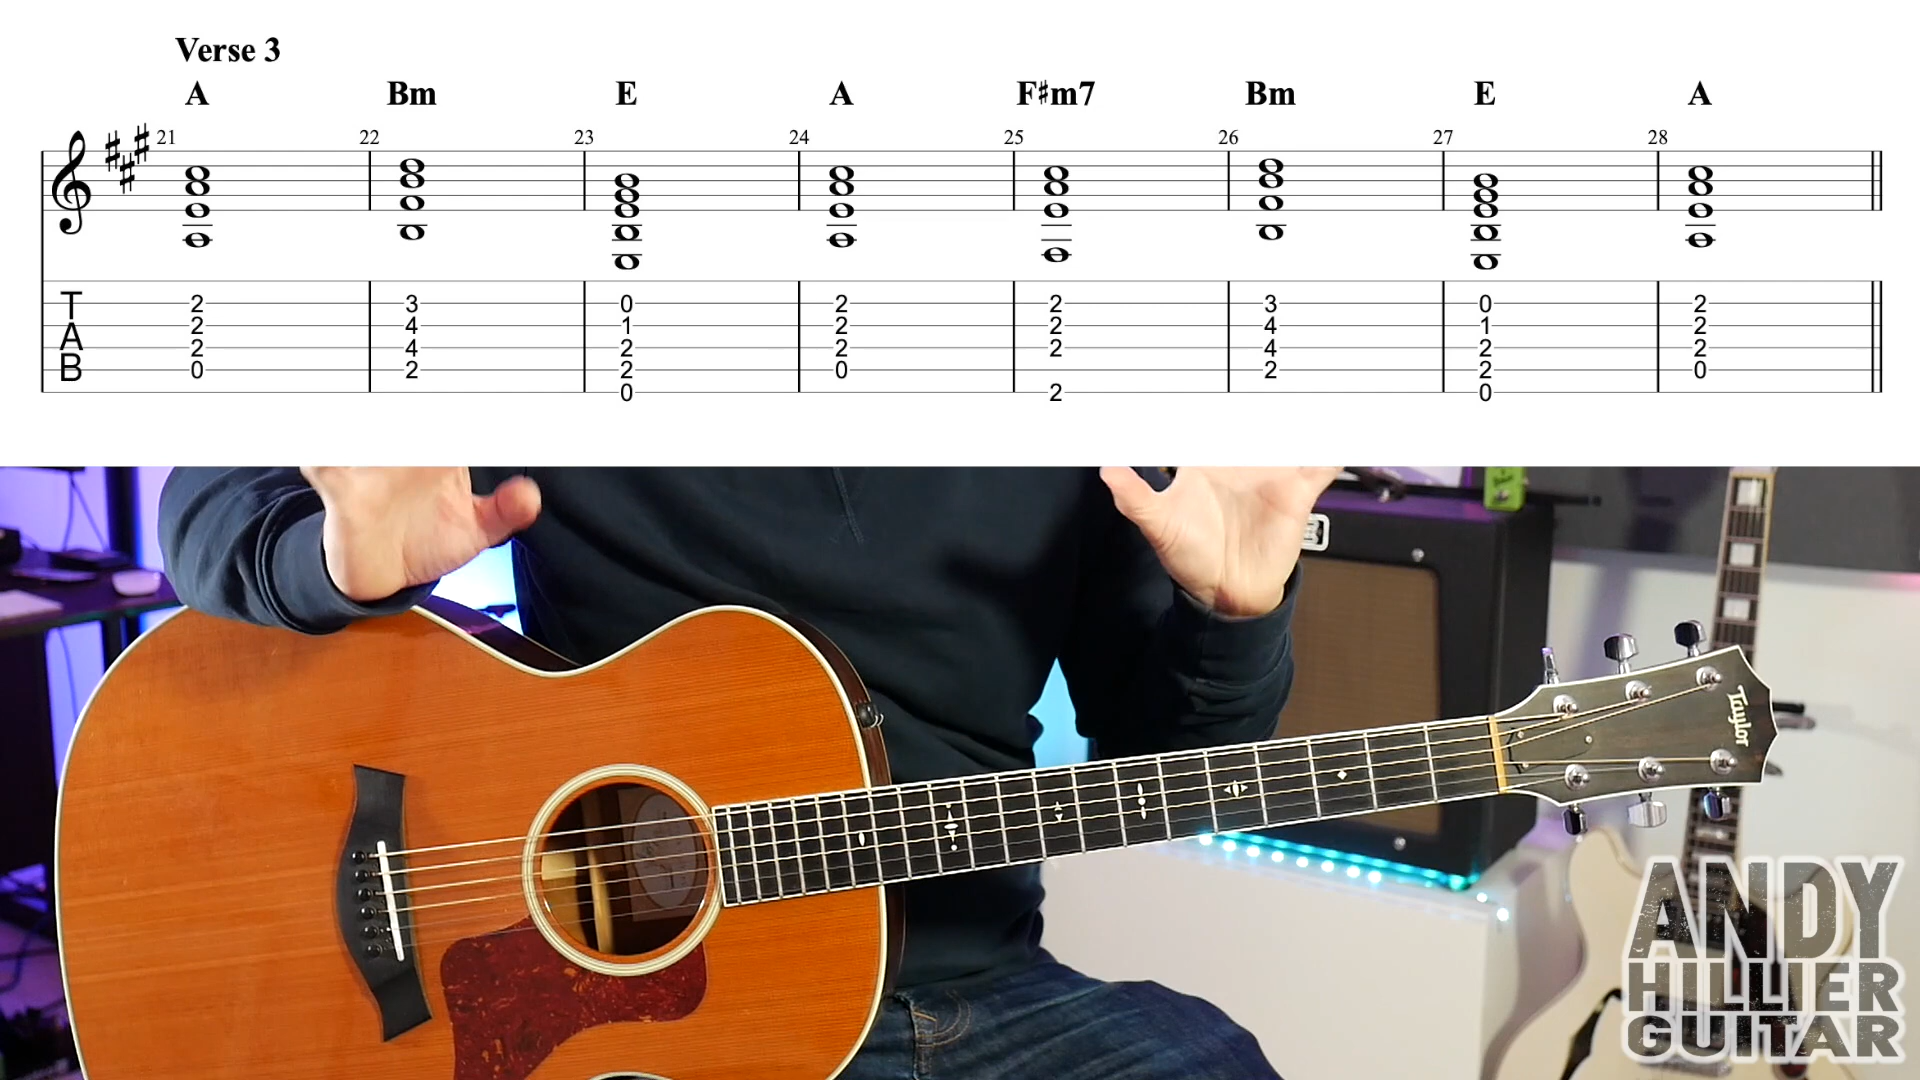 Verse 3
A Bm E A F♯m7 Bm E A
21 22 23 24 25 26 27 28
T 2 3 0 2 2 3 0 2
2 4 1 2 2 4 1 2
A 2 4 2 2 2 4 2 2
B 0 2 2 0 2 2 0
0 2 0
Taylor
ANDY
HILLIER
GUITAR